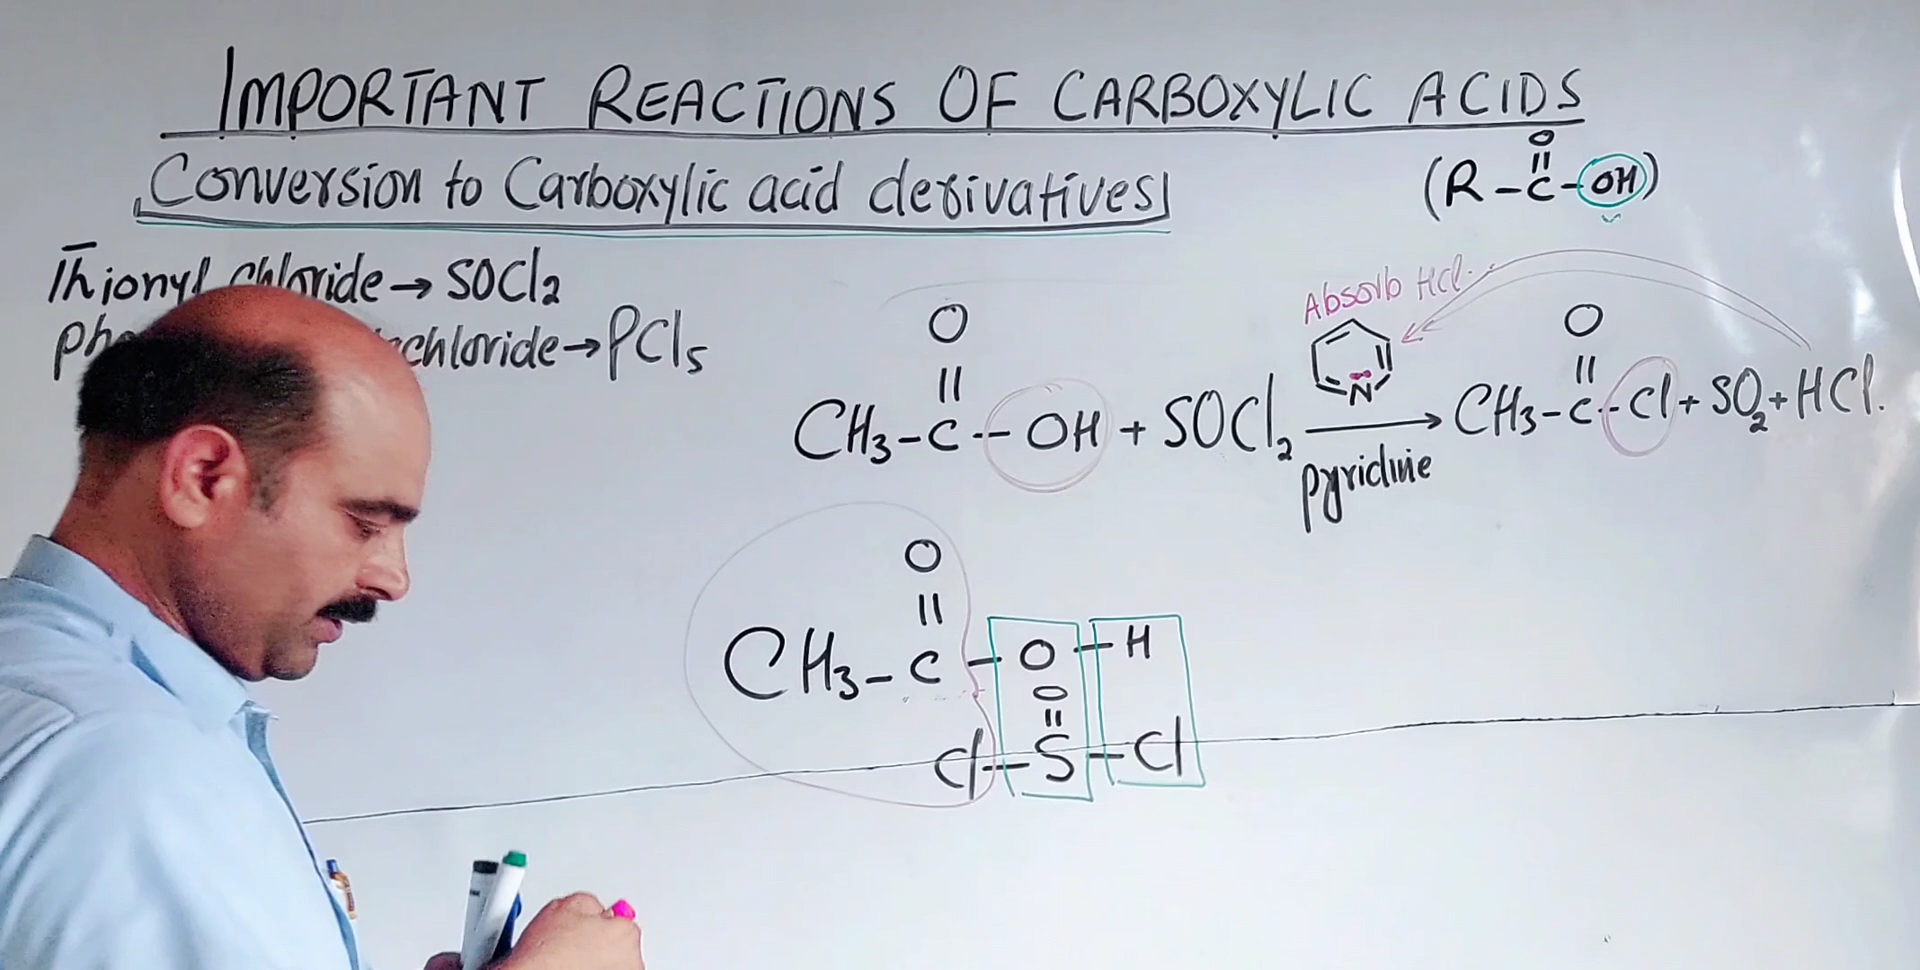 IMPORTANT REACTIONS OF CARBOXYLIC ACIDS
Conversion to Carboxylic acid derivatives
O
||
(R-C-OH)
Thionyl chloride → SOCl2
chloride → PCl5
Absorb HCl.
O
||
CH3-C-OH + SOCl2
N
pyridine
O
||
CH3-C-Cl + SO2 + HCl.
O
||
CH3-C-O-H
O
||
Cl-S-Cl